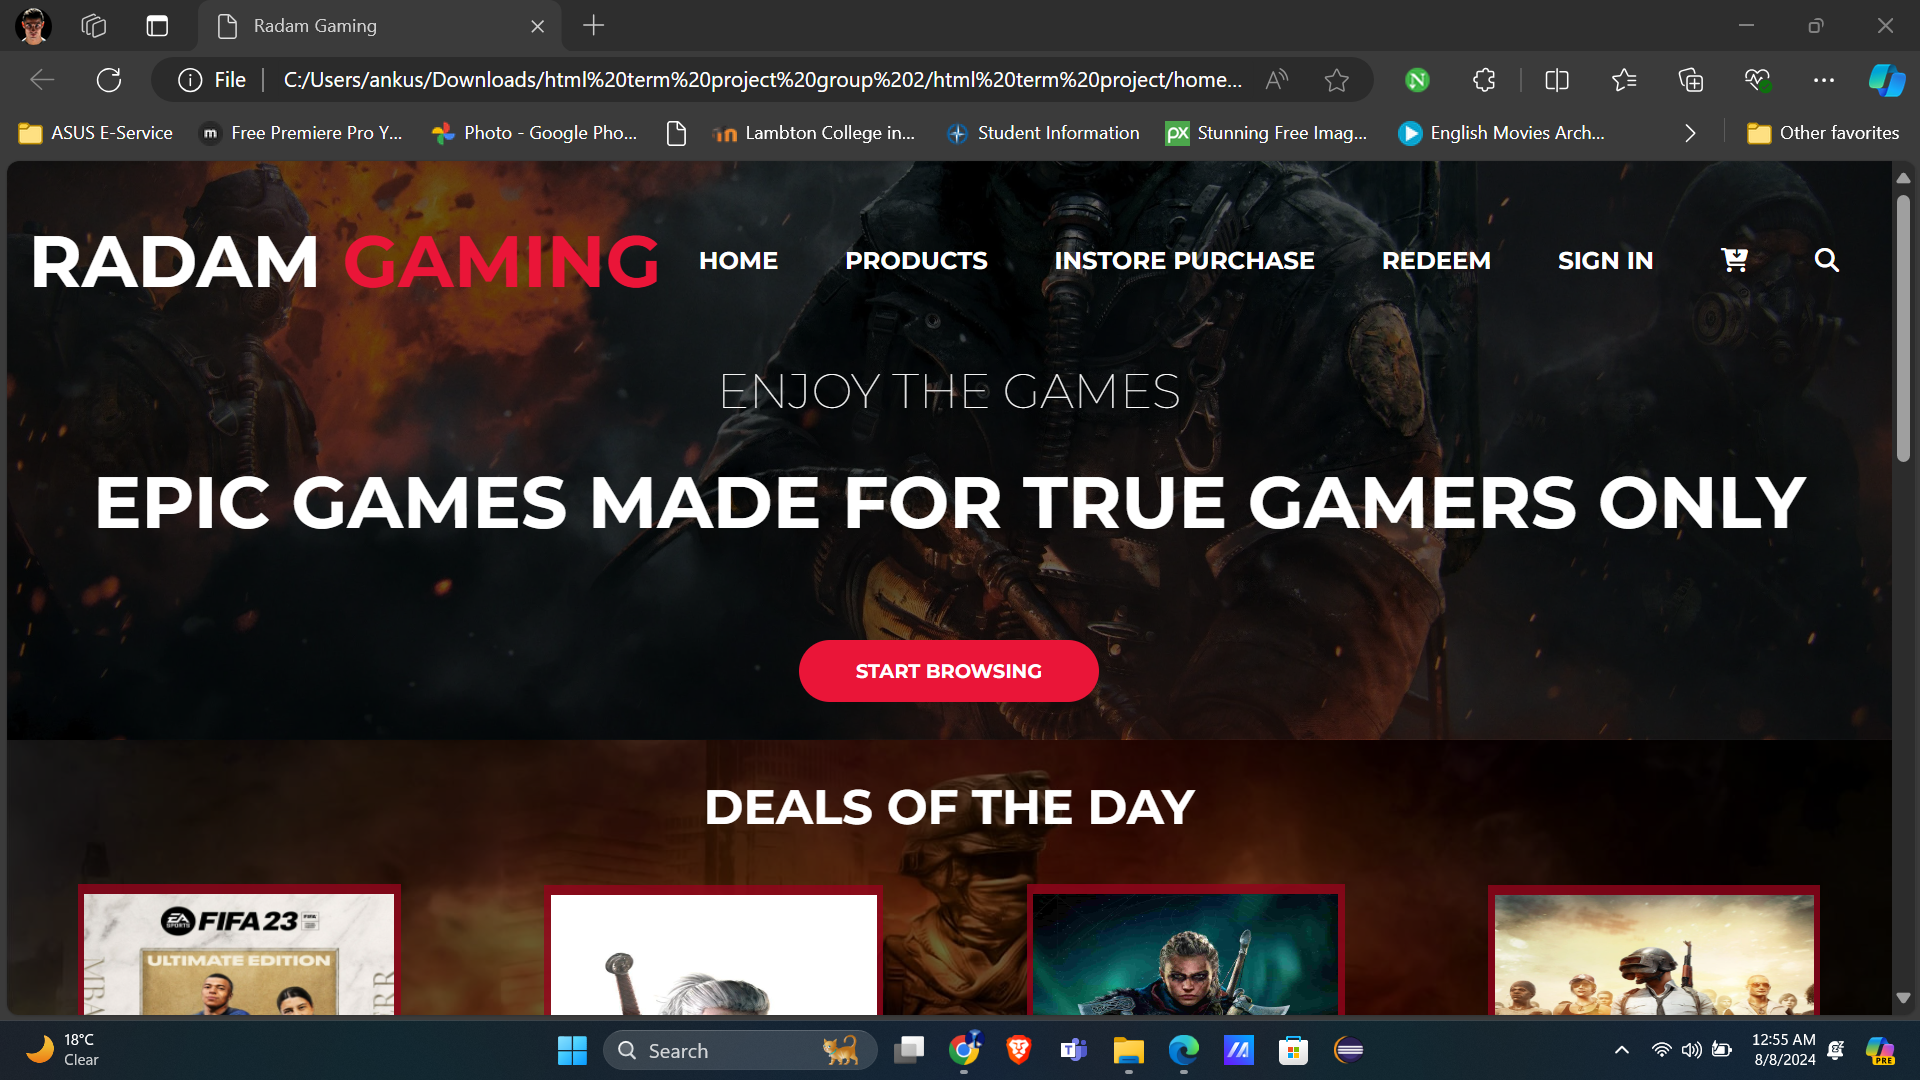 Radam Gaming
File
C:/Users/ankus/Downloads/html%20term%20project%20group%202/html%20term%20project/home...
ASUS E-Service
Free Premiere Pro Y...
Photo - Google Pho...
Lambton College in...
Student Information
Stunning Free Imag...
English Movies Arch...
Other favorites
RADAM GAMING
HOME
PRODUCTS
INSTORE PURCHASE
REDEEM
SIGN IN
ENJOY THE GAMES
EPIC GAMES MADE FOR TRUE GAMERS ONLY
START BROWSING
DEALS OF THE DAY
EA SPORTS FIFA 23
ULTIMATE EDITION
18°C
Clear
Search
12:55 AM
8/8/2024
PRE